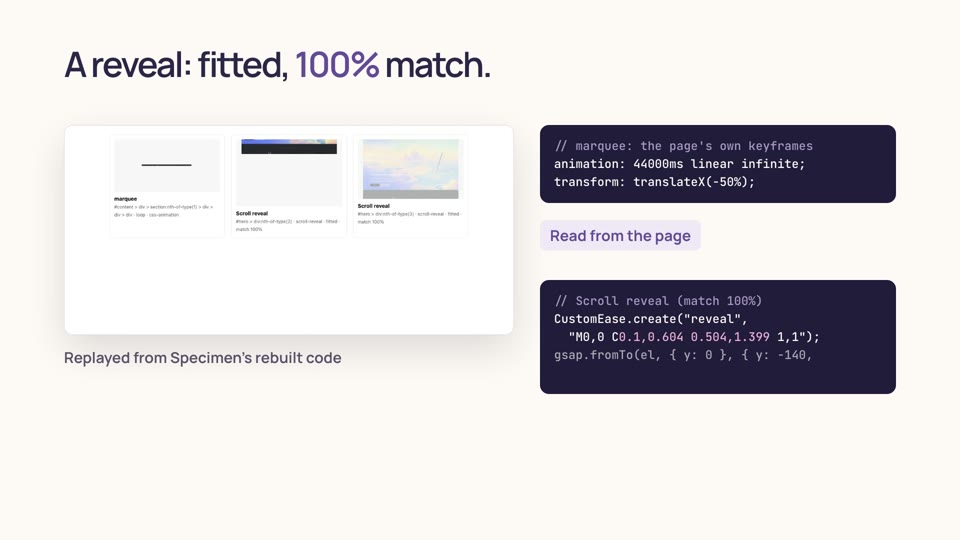 A reveal: fitted, 100% match.
marquee
#content > div > section:nth-of-type(1) > div >
div > div · loop · css-animation
Scroll reveal
#hero > div:nth-of-type(2) · scroll-reveal · fitted ·
match 100%
Scroll reveal
#hero > div:nth-of-type(3) · scroll-reveal · fitted ·
match 100%
Replayed from Specimen's rebuilt code
// marquee: the page's own keyframes
animation: 44000ms linear infinite;
transform: translateX(-50%);
Read from the page
// Scroll reveal (match 100%)
CustomEase.create("reveal",
"M0,0 C0.1,0.604 0.504,1.399 1,1");
gsap.fromTo(el, { y: 0 }, { y: -140,